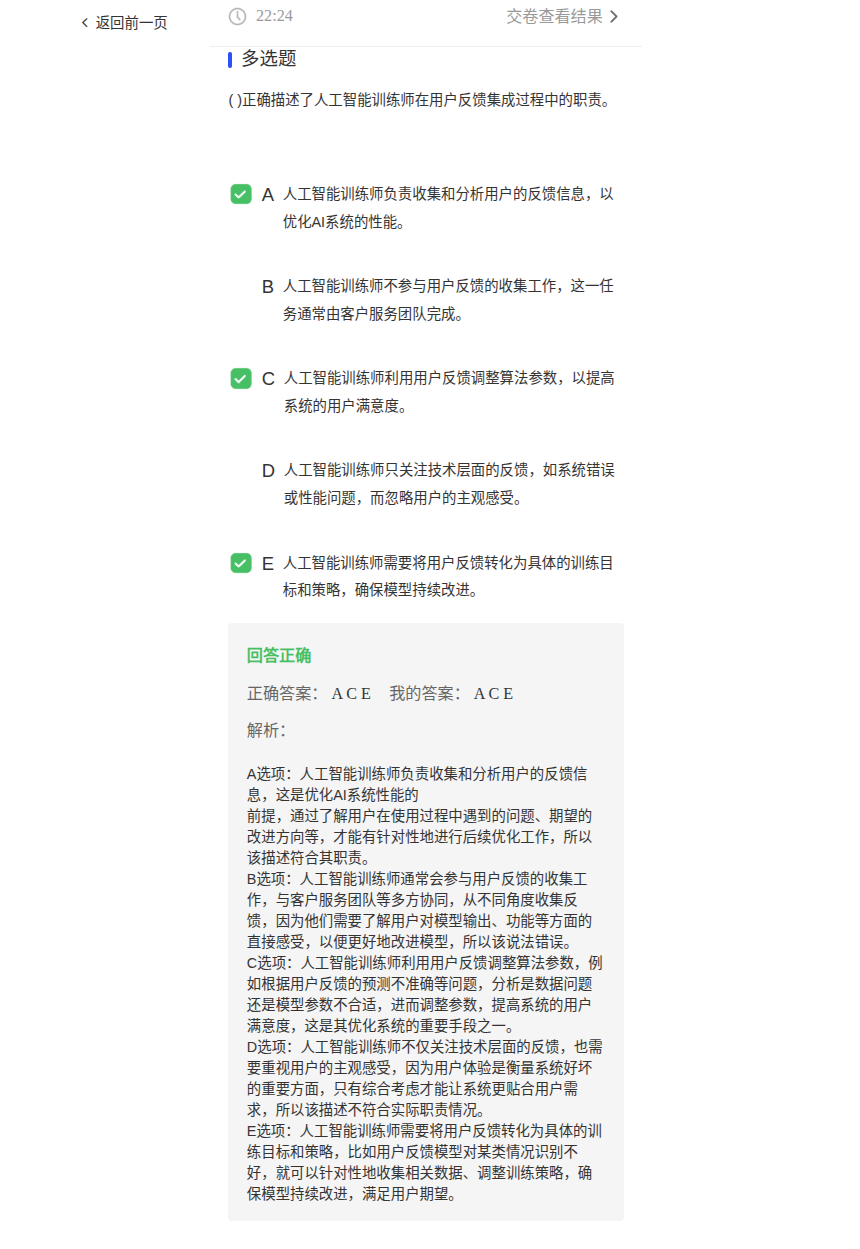 返回前一页
22:24
交卷查看结果
多选题
( )正确描述了人工智能训练师在用户反馈集成过程中的职责。
A 人工智能训练师负责收集和分析用户的反馈信息，以
优化AI系统的性能。
B 人工智能训练师不参与用户反馈的收集工作，这一任
务通常由客户服务团队完成。
C 人工智能训练师利用用户反馈调整算法参数，以提高
系统的用户满意度。
D 人工智能训练师只关注技术层面的反馈，如系统错误
或性能问题，而忽略用户的主观感受。
E 人工智能训练师需要将用户反馈转化为具体的训练目
标和策略，确保模型持续改进。
回答正确
正确答案： A C E 我的答案： A C E
解析：
A选项：人工智能训练师负责收集和分析用户的反馈信
息，这是优化AI系统性能的
前提，通过了解用户在使用过程中遇到的问题、期望的
改进方向等，才能有针对性地进行后续优化工作，所以
该描述符合其职责。
B选项：人工智能训练师通常会参与用户反馈的收集工
作，与客户服务团队等多方协同，从不同角度收集反
馈，因为他们需要了解用户对模型输出、功能等方面的
直接感受，以便更好地改进模型，所以该说法错误。
C选项：人工智能训练师利用用户反馈调整算法参数，例
如根据用户反馈的预测不准确等问题，分析是数据问题
还是模型参数不合适，进而调整参数，提高系统的用户
满意度，这是其优化系统的重要手段之一。
D选项：人工智能训练师不仅关注技术层面的反馈，也需
要重视用户的主观感受，因为用户体验是衡量系统好坏
的重要方面，只有综合考虑才能让系统更贴合用户需
求，所以该描述不符合实际职责情况。
E选项：人工智能训练师需要将用户反馈转化为具体的训
练目标和策略，比如用户反馈模型对某类情况识别不
好，就可以针对性地收集相关数据、调整训练策略，确
保模型持续改进，满足用户期望。